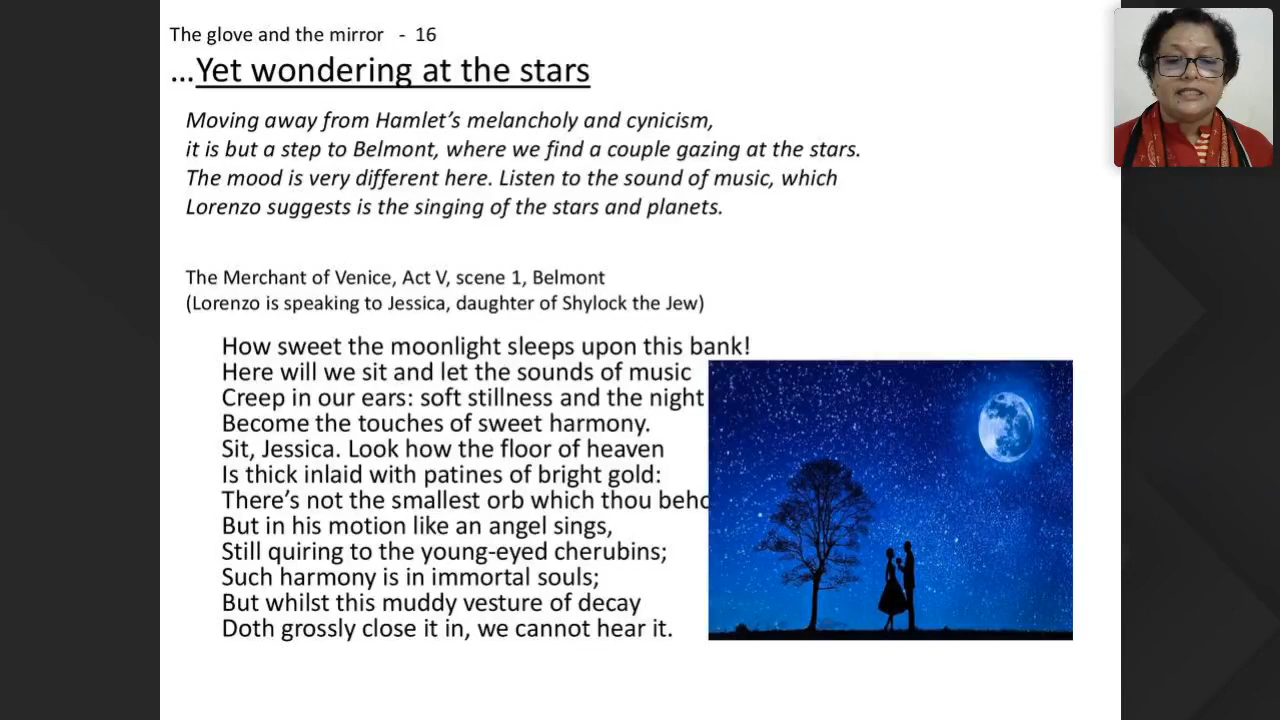 The glove and the mirror - 16
...Yet wondering at the stars
Moving away from Hamlet's melancholy and cynicism,
it is but a step to Belmont, where we find a couple gazing at the stars.
The mood is very different here. Listen to the sound of music, which
Lorenzo suggests is the singing of the stars and planets.
The Merchant of Venice, Act V, scene 1, Belmont
(Lorenzo is speaking to Jessica, daughter of Shylock the Jew)
How sweet the moonlight sleeps upon this bank!
Here will we sit and let the sounds of music
Creep in our ears: soft stillness and the night
Become the touches of sweet harmony.
Sit, Jessica. Look how the floor of heaven
Is thick inlaid with patines of bright gold:
There's not the smallest orb which thou
But in his motion like an angel sings,
Still quiring to the young-eyed cherubins;
Such harmony is in immortal souls;
But whilst this muddy vesture of decay
Doth grossly close it in, we cannot hear it.